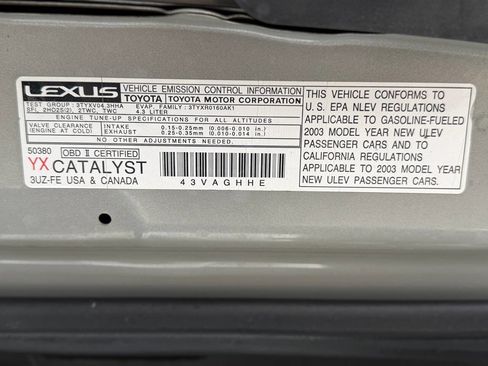 LEXUS
VEHICLE EMISSION CONTROL INFORMATION
TOYOTA TOYOTA MOTOR CORPORATION
TEST GROUP : 3TYXV04.3HHA EVAP. FAMILY : 3TYXR0160AK1
SFI, 2HO2S(2), 2TWC, TWC 4.3 LITER
ENGINE TUNE-UP SPECIFICATIONS FOR ALL ALTITUDES
VALVE CLEARANCE INTAKE 0.15-0.25mm (0.006-0.010 in.)
(ENGINE AT COLD) EXHAUST 0.25-0.35mm (0.010-0.014 in.)
NO OTHER ADJUSTMENTS NEEDED.
50380 OBD II CERTIFIED
YX CATALYST
3UZ-FE USA & CANADA
43VAGHHE
THIS VEHICLE CONFORMS TO
U.S. EPA NLEV REGULATIONS
APPLICABLE TO GASOLINE-FUELED
2003 MODEL YEAR NEW ULEV
PASSENGER CARS AND TO
CALIFORNIA REGULATIONS
APPLICABLE TO 2003 MODEL YEAR
NEW ULEV PASSENGER CARS.